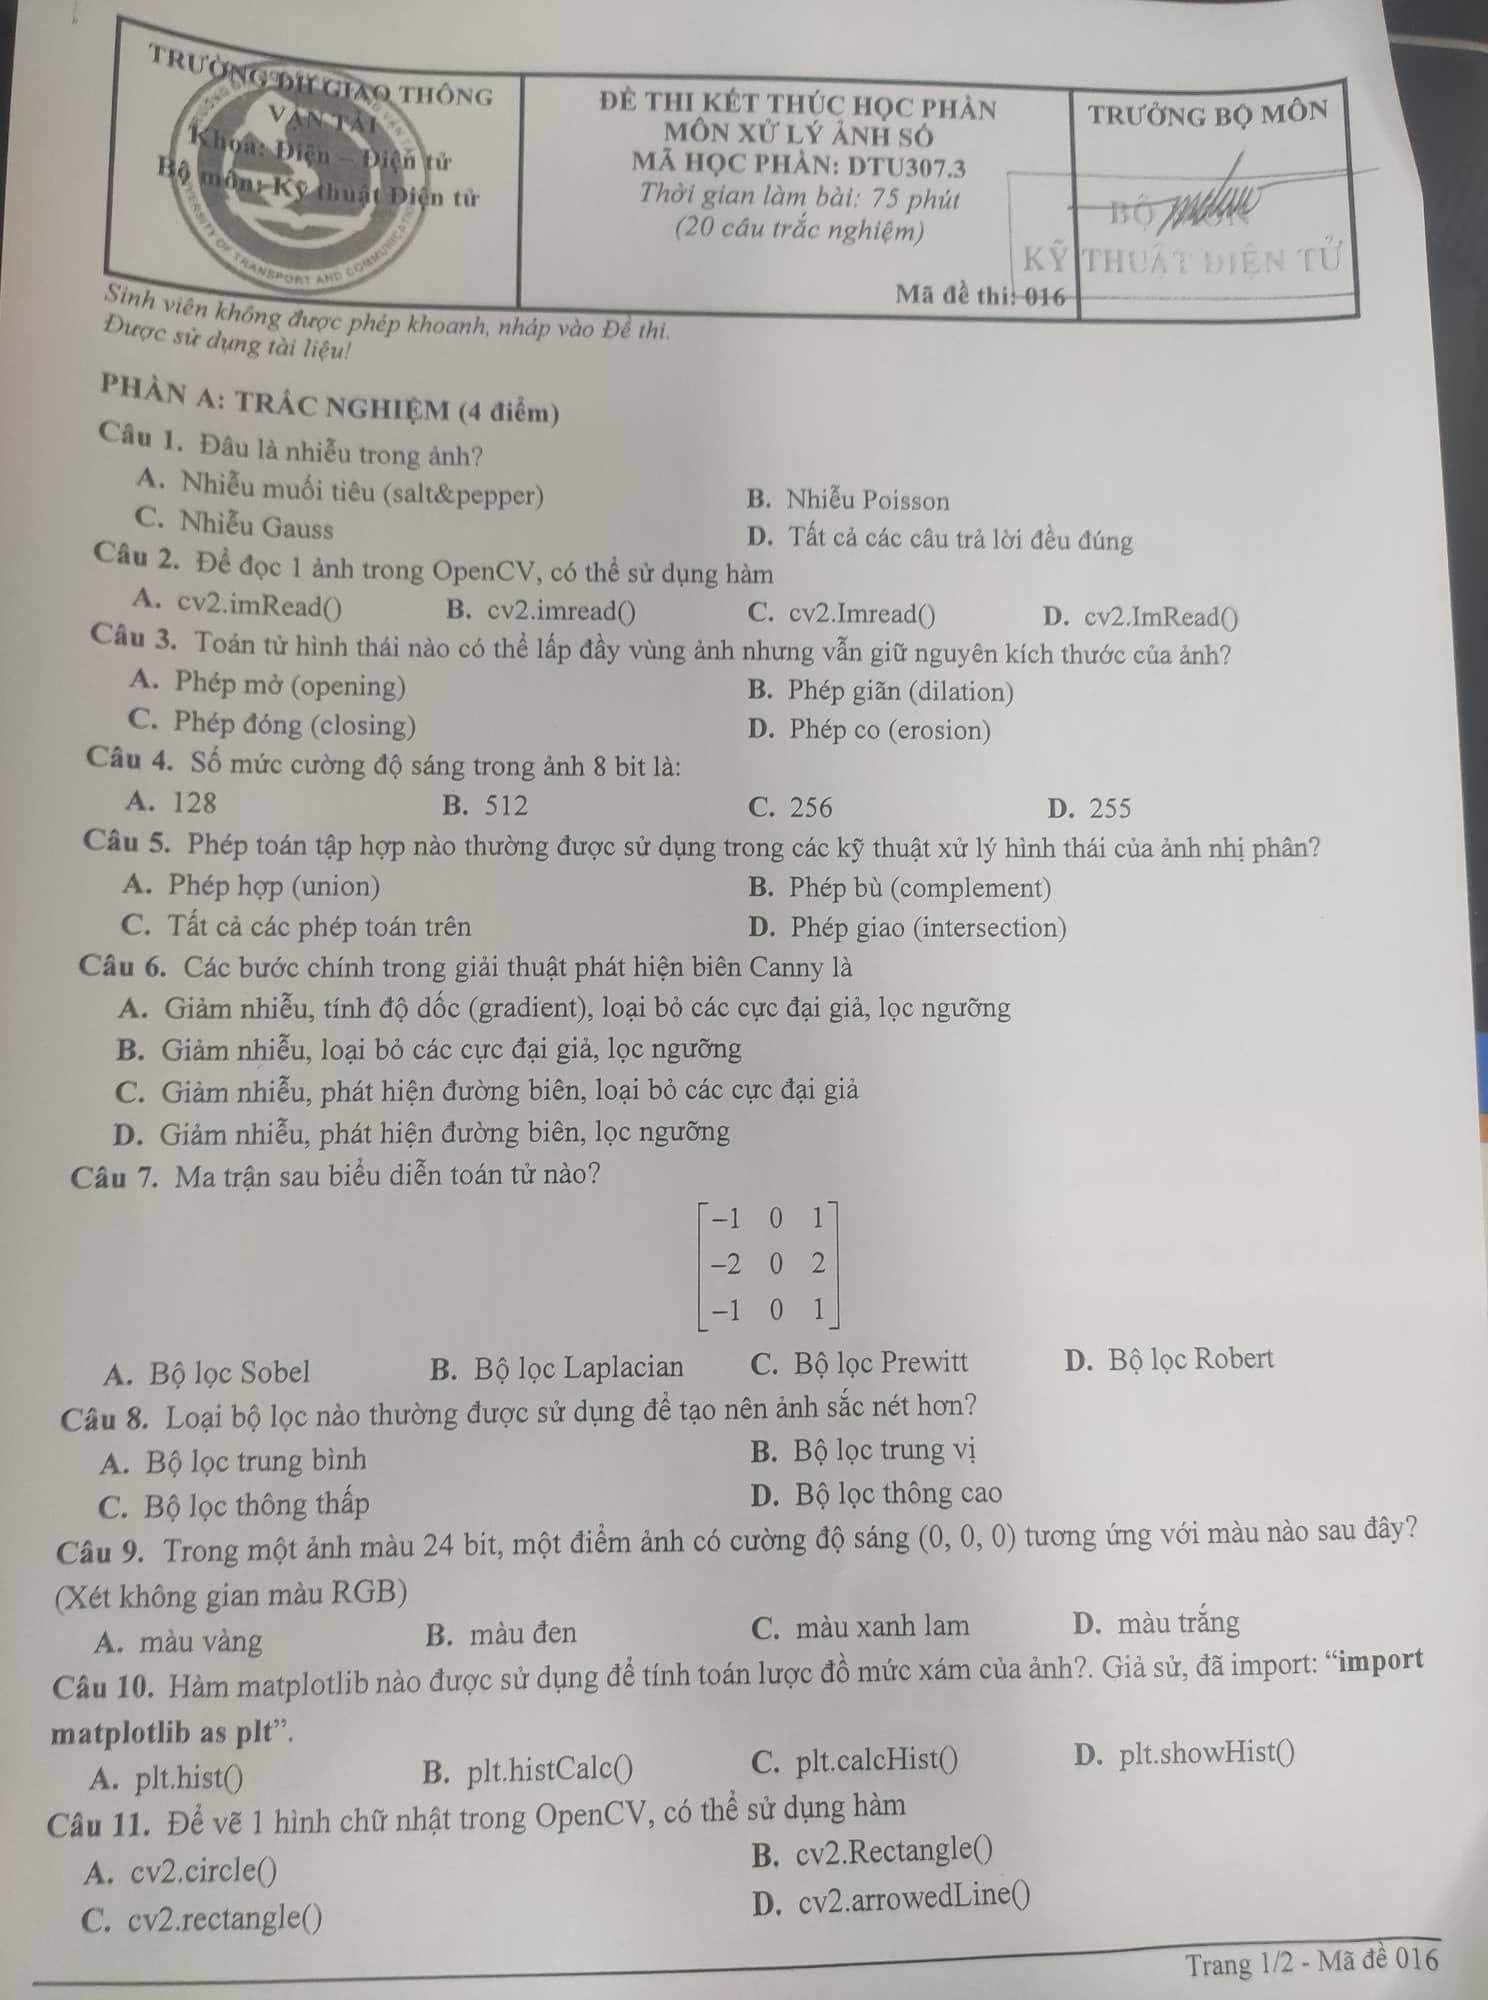 TRƯỜNG ĐH GIAO THÔNG
VẬN TẢI
Khoa: Điện – Điện tử
Bộ môn: Kỹ thuật Điện tử
UNIVERSITY OF TRANSPORT AND COMMUNICATIONS
ĐỀ THI KẾT THÚC HỌC PHẦN
MÔN XỬ LÝ ẢNH SỐ
MÃ HỌC PHẦN: DTU307.3
Thời gian làm bài: 75 phút
(20 câu trắc nghiệm)
Mã đề thi: 016
TRƯỞNG BỘ MÔN
BỘ
KỸ THUẬT ĐIỆN TỬ
Sinh viên không được phép khoanh, nháp vào Đề thi.
Được sử dụng tài liệu!
PHẦN A: TRẮC NGHIỆM (4 điểm)
Câu 1. Đâu là nhiễu trong ảnh?
A. Nhiễu muối tiêu (salt&pepper) B. Nhiễu Poisson
C. Nhiễu Gauss D. Tất cả các câu trả lời đều đúng
Câu 2. Để đọc 1 ảnh trong OpenCV, có thể sử dụng hàm
A. cv2.imRead() B. cv2.imread() C. cv2.Imread() D. cv2.ImRead()
Câu 3. Toán tử hình thái nào có thể lấp đầy vùng ảnh nhưng vẫn giữ nguyên kích thước của ảnh?
A. Phép mở (opening) B. Phép giãn (dilation)
C. Phép đóng (closing) D. Phép co (erosion)
Câu 4. Số mức cường độ sáng trong ảnh 8 bit là:
A. 128 B. 512 C. 256 D. 255
Câu 5. Phép toán tập hợp nào thường được sử dụng trong các kỹ thuật xử lý hình thái của ảnh nhị phân?
A. Phép hợp (union) B. Phép bù (complement)
C. Tất cả các phép toán trên D. Phép giao (intersection)
Câu 6. Các bước chính trong giải thuật phát hiện biên Canny là
A. Giảm nhiễu, tính độ dốc (gradient), loại bỏ các cực đại giả, lọc ngưỡng
B. Giảm nhiễu, loại bỏ các cực đại giả, lọc ngưỡng
C. Giảm nhiễu, phát hiện đường biên, loại bỏ các cực đại giả
D. Giảm nhiễu, phát hiện đường biên, lọc ngưỡng
Câu 7. Ma trận sau biểu diễn toán tử nào?
−1 0 1
−2 0 2
−1 0 1
A. Bộ lọc Sobel B. Bộ lọc Laplacian C. Bộ lọc Prewitt D. Bộ lọc Robert
Câu 8. Loại bộ lọc nào thường được sử dụng để tạo nên ảnh sắc nét hơn?
A. Bộ lọc trung bình B. Bộ lọc trung vị
C. Bộ lọc thông thấp D. Bộ lọc thông cao
Câu 9. Trong một ảnh màu 24 bit, một điểm ảnh có cường độ sáng (0, 0, 0) tương ứng với màu nào sau đây?
(Xét không gian màu RGB)
A. màu vàng B. màu đen C. màu xanh lam D. màu trắng
Câu 10. Hàm matplotlib nào được sử dụng để tính toán lược đồ mức xám của ảnh?. Giả sử, đã import: “import
matplotlib as plt”.
A. plt.hist() B. plt.histCalc() C. plt.calcHist() D. plt.showHist()
Câu 11. Để vẽ 1 hình chữ nhật trong OpenCV, có thể sử dụng hàm
A. cv2.circle() B. cv2.Rectangle()
C. cv2.rectangle() D. cv2.arrowedLine()
Trang 1/2 - Mã đề 016